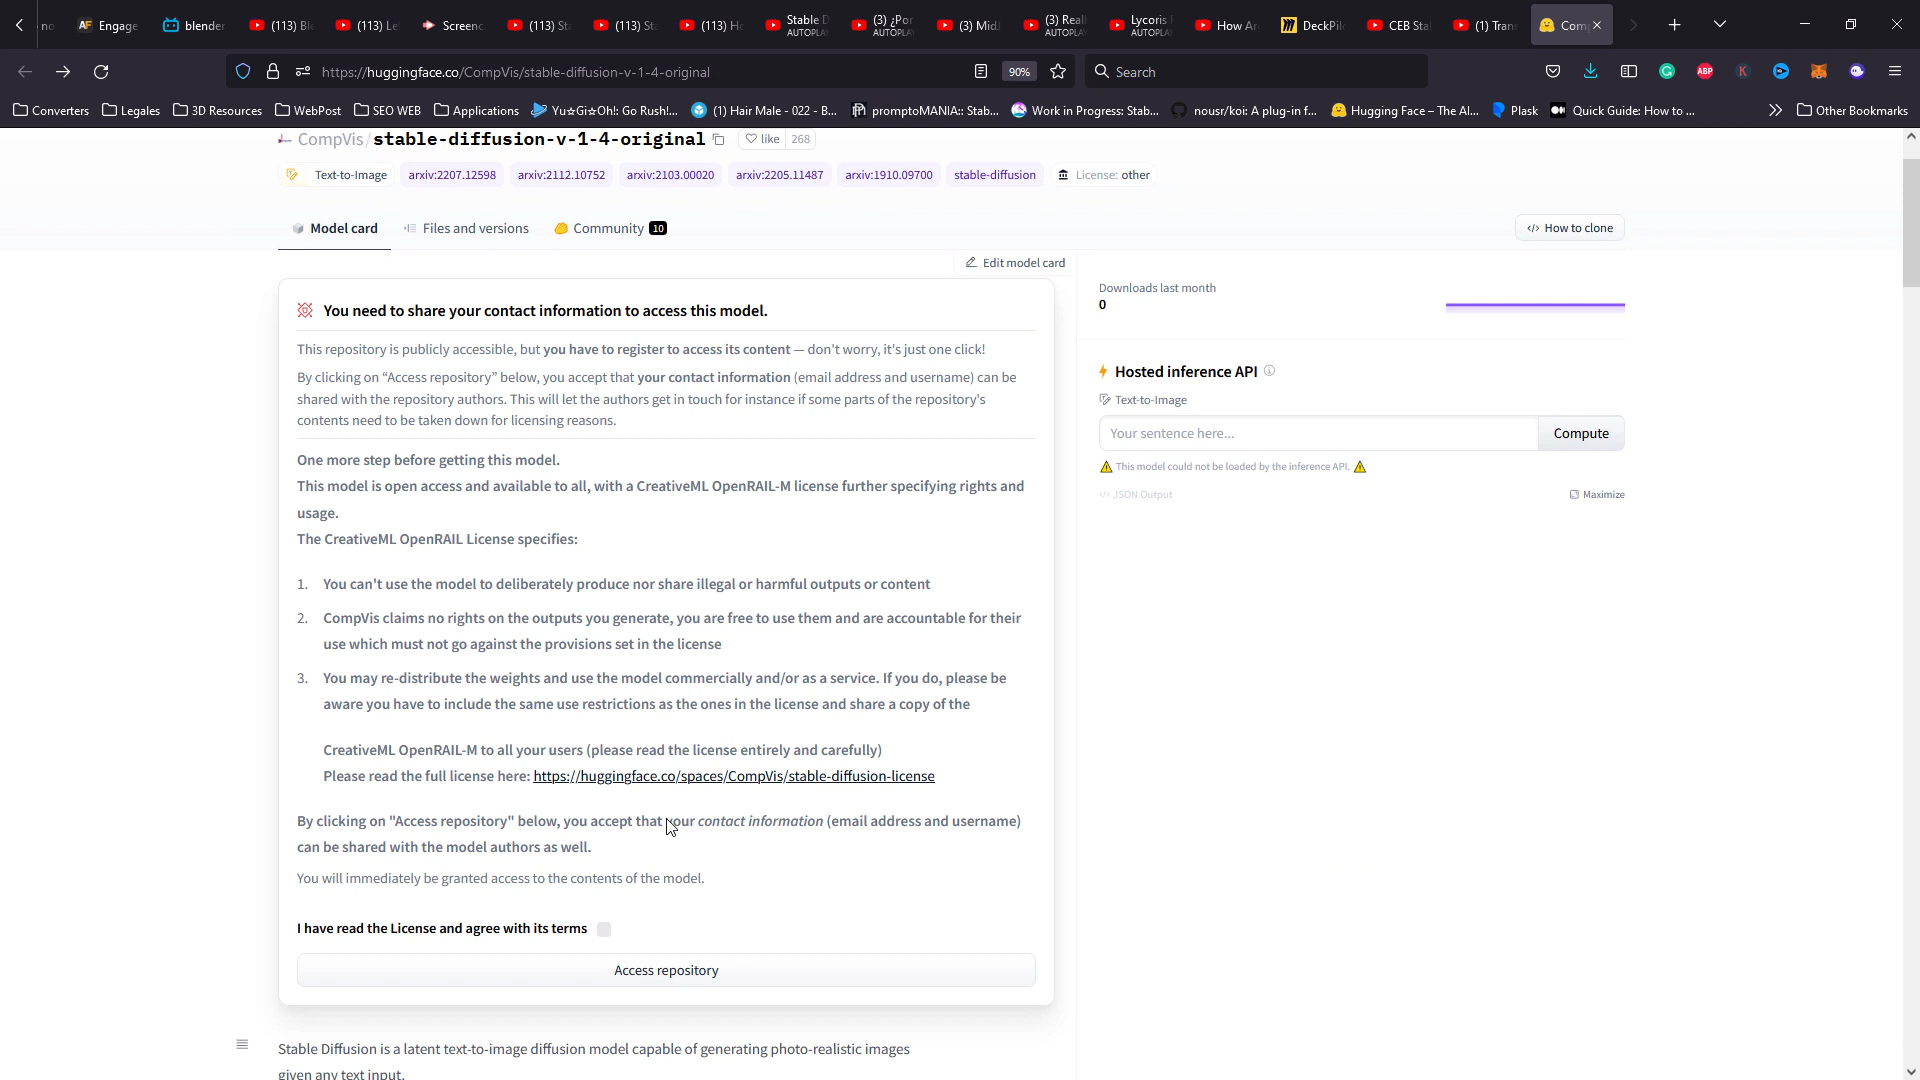 no
AF Engage
blender
(113) Bl
(113) Le
Screenc
(113) St
(113) St
(113) Ho
Stable D
AUTOPLAY
(3) ¿Por
AUTOPLAY
(3) MidJ
(3) Reali
AUTOPLAY
Lycoris
AUTOPLAY
How Ar
DeckPil
CEB Sta
(1) Tran
Comp
https://huggingface.co/CompVis/stable-diffusion-v-1-4-original
90%
Search
ABP
K
Converters
Legales
3D Resources
WebPost
SEO WEB
Applications
Yu☆Gi☆Oh!: Go Rush!...
(1) Hair Male - 022 - B...
promptoMANIA:: Stab...
Work in Progress: Stab...
nousr/koi: A plug-in f...
Hugging Face – The AI...
Plask
Quick Guide: How to ...
Other Bookmarks
CompVis/stable-diffusion-v-1-4-original
like 268
Text-to-Image
arxiv:2207.12598
arxiv:2112.10752
arxiv:2103.00020
arxiv:2205.11487
arxiv:1910.09700
stable-diffusion
License: other
Model card
Files and versions
Community 10
</> How to clone
Edit model card
You need to share your contact information to access this model.
This repository is publicly accessible, but you have to register to access its content — don't worry, it's just one click!
By clicking on “Access repository” below, you accept that your contact information (email address and username) can be
shared with the repository authors. This will let the authors get in touch for instance if some parts of the repository's
contents need to be taken down for licensing reasons.
One more step before getting this model.
This model is open access and available to all, with a CreativeML OpenRAIL-M license further specifying rights and
usage.
The CreativeML OpenRAIL License specifies:
1. You can't use the model to deliberately produce nor share illegal or harmful outputs or content
2. CompVis claims no rights on the outputs you generate, you are free to use them and are accountable for their
use which must not go against the provisions set in the license
3. You may re-distribute the weights and use the model commercially and/or as a service. If you do, please be
aware you have to include the same use restrictions as the ones in the license and share a copy of the
CreativeML OpenRAIL-M to all your users (please read the license entirely and carefully)
Please read the full license here: https://huggingface.co/spaces/CompVis/stable-diffusion-license
By clicking on "Access repository" below, you accept that your contact information (email address and username)
can be shared with the model authors as well.
You will immediately be granted access to the contents of the model.
I have read the License and agree with its terms
Access repository
Stable Diffusion is a latent text-to-image diffusion model capable of generating photo-realistic images
given any text input.
Downloads last month
0
Hosted inference API
Text-to-Image
Your sentence here...
Compute
This model could not be loaded by the inference API.
</> JSON Output
Maximize